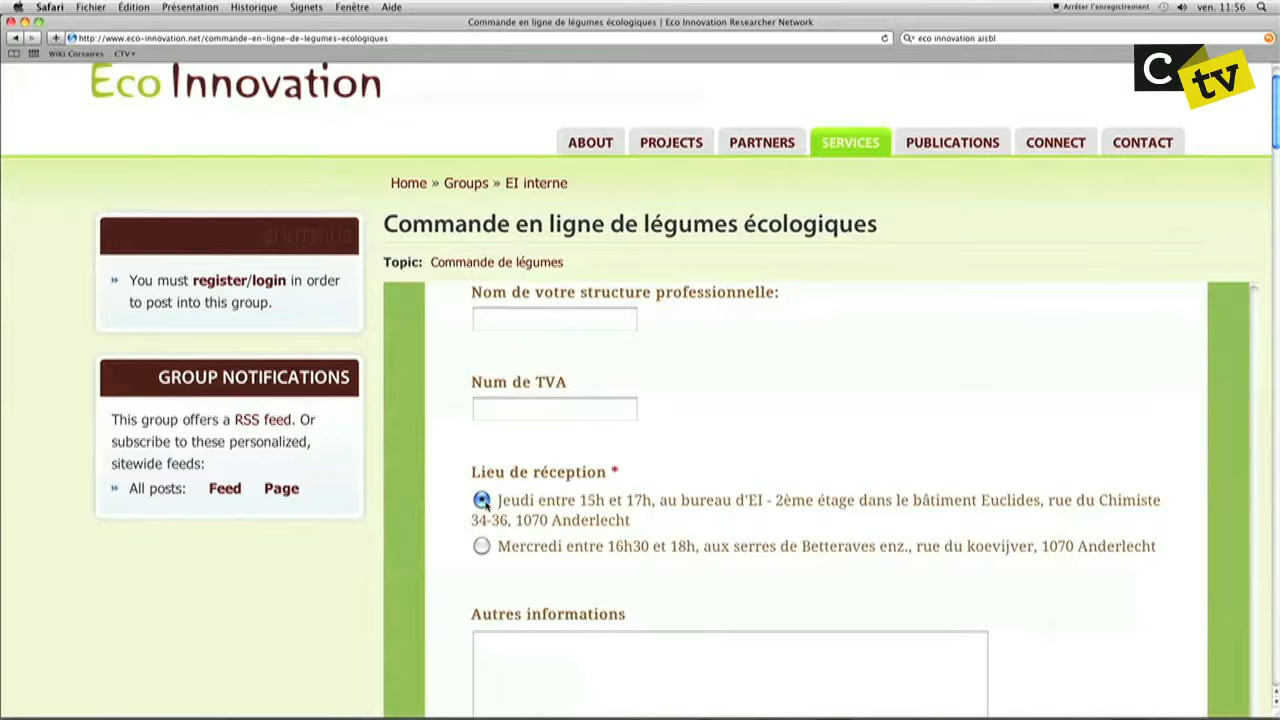 Safari Fichier Édition Présentation Historique Signets Fenêtre Aide Arrêter l'enregistrement ven. 11:56
Commande en ligne de légumes écologiques | Eco Innovation Researcher Network
http://www.eco-innovation.net/commande-en-ligne-de-legumes-ecologiques
eco innovation aisbl
Wiki Corsaires CTV
C tv
Eco Innovation
ABOUT PROJECTS PARTNERS SERVICES PUBLICATIONS CONNECT CONTACT
Home » Groups » EI interne
Commande en ligne de légumes écologiques
Topic: Commande de légumes
» You must register/login in order
to post into this group.
GROUP NOTIFICATIONS
This group offers a RSS feed. Or
subscribe to these personalized,
sitewide feeds:
» All posts: Feed Page
Nom de votre structure professionnelle:
Num de TVA
Lieu de réception *
Jeudi entre 15h et 17h, au bureau d'EI - 2ème étage dans le bâtiment Euclides, rue du Chimiste
34-36, 1070 Anderlecht
Mercredi entre 16h30 et 18h, aux serres de Betteraves enz., rue du koevijver, 1070 Anderlecht
Autres informations